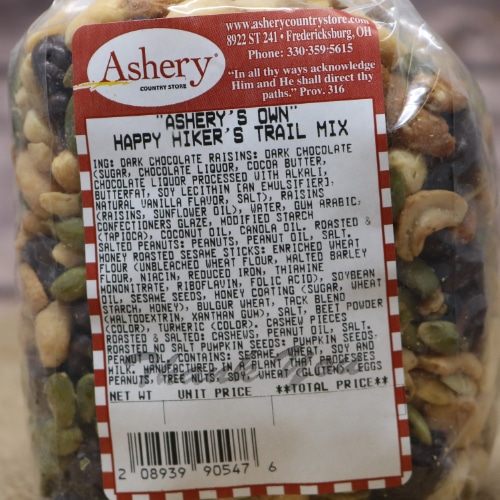 Ashery
COUNTRY STORE
www.asherycountrystore.com
8922 ST 241 • Fredericksburg, OH
Phone: 330-359-5615
"In all thy ways acknowledge
Him and He shall direct thy
paths." Prov. 316
"ASHERY'S OWN"
HAPPY HIKER'S TRAIL MIX
ING: DARK CHOCOLATE RAISINS: DARK CHOCOLATE
(SUGAR, CHOCOLATE LIQUOR, COCOA BUTTER,
CHOCOLATE LIQUOR PROCESSED WITH ALKALI,
BUTTERFAT, SOY LECITHIN [AN EMULSIFIER],
NATURAL VANILLA FLAVOR, SALT), RAISINS
(RAISINS, SUNFLOWER OIL), WATER, GUM ARABIC,
CONFECTIONERS GLAZE, MODIFIED STARCH
(TAPIOCA), COCONUT OIL, CANOLA OIL, ROASTED &
SALTED PEANUTS: PEANUTS, PEANUT OIL, SALT.
HONEY ROASTED SESAME STICKS: ENRICHED WHEAT
FLOUR (UNBLEACHED WHEAT FLOUR, MALTED BARLEY
FLOUR, NIACIN, REDUCED IRON, THIAMINE
MONONITRATE, RIBOFLAVIN, FOLIC ACID), SOYBEAN
OIL, SESAME SEEDS, HONEY COATING (SUGAR, WHEAT
STARCH, HONEY), BULGUR WHEAT, TACK BLEND
(MALTODEXTRIN, XANTHAN GUM), SALT, BEET POWDER
(COLOR), TURMERIC (COLOR). CASHEW PIECES
ROASTED & SALTED: CASHEWS, PEANUT OIL, SALT.
ROASTED NO SALT PUMPKIN SEEDS: PUMPKIN SEEDS,
PEANUT OIL. CONTAINS: SESAME, WHEAT, SOY AND
MILK. MANUFACTURED IN A PLANT THAT PROCESSES
PEANUTS, TREE NUTS, SOY, WHEAT (GLUTEN), EGGS
NET WT UNIT PRICE **TOTAL PRICE**
2 08939 90547 6